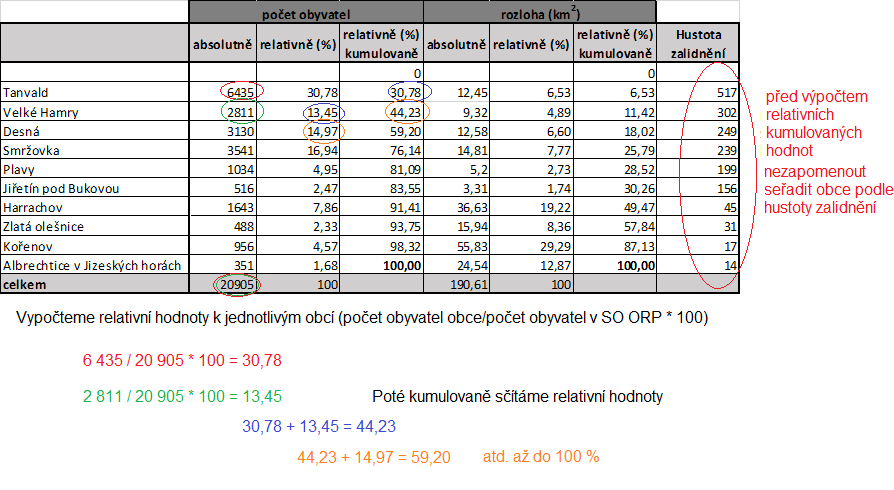 počet obyvatel rozloha (km²)
absolutně relativně (%) relativně (%) kumulovaně absolutně relativně (%) relativně (%) kumulovaně Hustota zalidnění
0 0
Tanvald 6435 30,78 30,78 12,45 6,53 6,53 517
Velké Hamry 2811 13,45 44,23 9,32 4,89 11,42 302
Desná 3130 14,97 59,20 12,58 6,60 18,02 249
Smržovka 3541 16,94 76,14 14,81 7,77 25,79 239
Plavy 1034 4,95 81,09 5,2 2,73 28,52 199
Jiřetín pod Bukovou 516 2,47 83,55 3,31 1,74 30,26 156
Harrachov 1643 7,86 91,41 36,63 19,22 49,47 45
Zlatá olešnice 488 2,33 93,75 15,94 8,36 57,84 31
Kořenov 956 4,57 98,32 55,83 29,29 87,13 17
Albrechtice v Jizeských horách 351 1,68 100,00 24,54 12,87 100,00 14
celkem 20905 100 190,61 100
před výpočtem
relativních
kumulovaných
hodnot
nezapomenout
seřadit obce podle
hustoty zalidnění
Vypočteme relativní hodnoty k jednotlivým obcí (počet obyvatel obce/počet obyvatel v SO ORP * 100)
6 435 / 20 905 * 100 = 30,78
2 811 / 20 905 * 100 = 13,45 Poté kumulovaně sčítáme relativní hodnoty
30,78 + 13,45 = 44,23
44,23 + 14,97 = 59,20 atd. až do 100 %